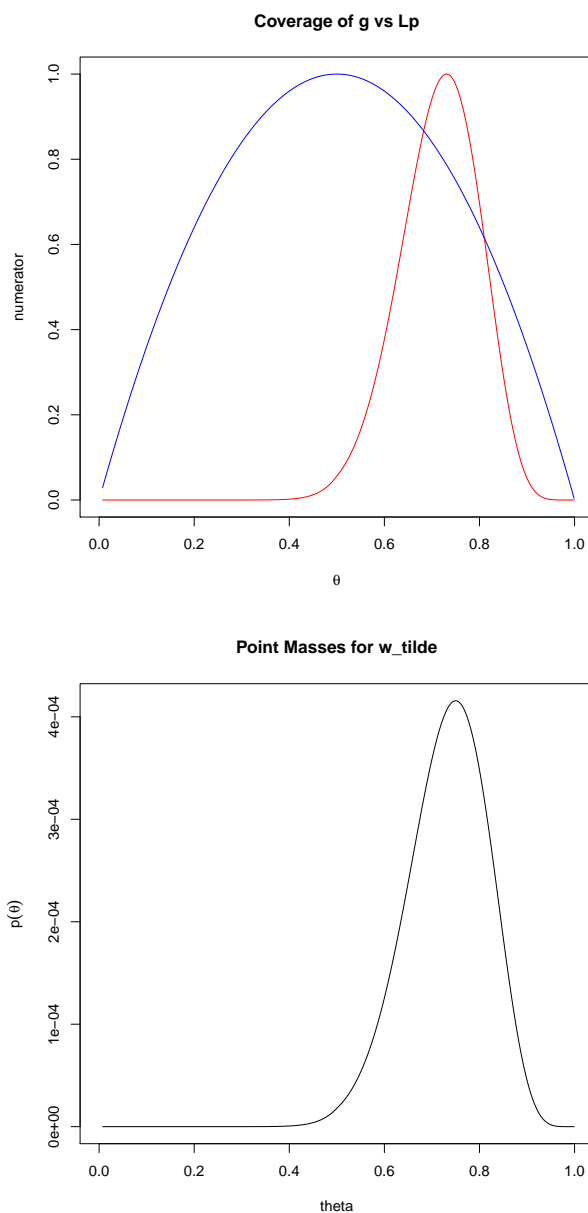 Coverage of g vs Lp
numerator
1.0
0.8
0.6
0.4
0.2
0.0
0.0 0.2 0.4 0.6 0.8 1.0
θ
Point Masses for w_tilde
p(θ)
4e−04
3e−04
2e−04
1e−04
0e+00
0.0 0.2 0.4 0.6 0.8 1.0
theta